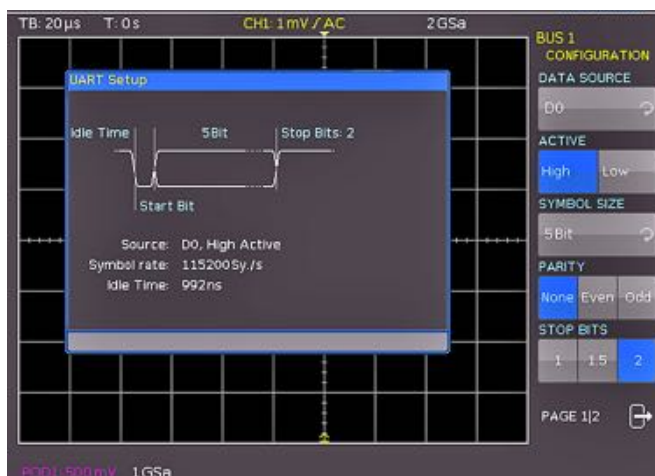 TB: 20µs T: 0s CH1: 1mV / AC 2GSa
BUS 1
CONFIGURATION
DATA SOURCE
D0
ACTIVE
High Low
SYMBOL SIZE
5Bit
PARITY
None Even Odd
STOP BITS
1 1.5 2
PAGE 1|2
UART Setup
Idle Time 5Bit Stop Bits: 2
Start Bit
Source: D0, High Active
Symbol rate: 115200Sy./s
Idle Time: 992ns
POD1: 500mV 1GSa